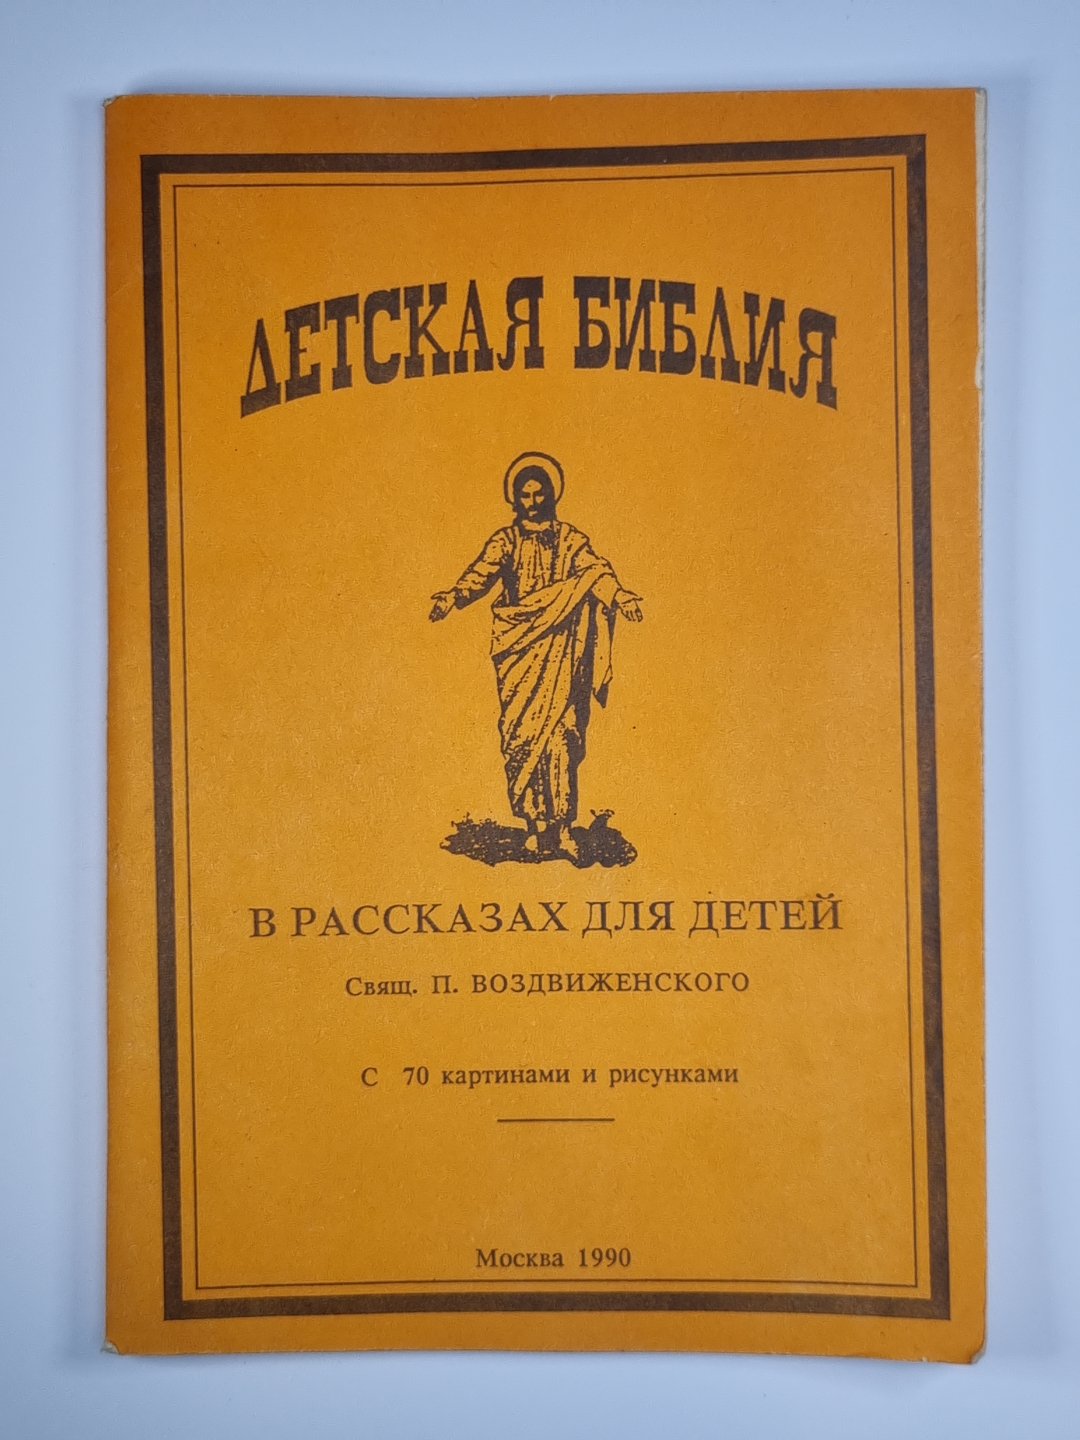 ДЕТСКАЯ БИБЛИЯ
В РАССКАЗАХ ДЛЯ ДЕТЕЙ
Свящ. П. ВОЗДВИЖЕНСКОГО
С 70 картинами и рисунками
Москва 1990